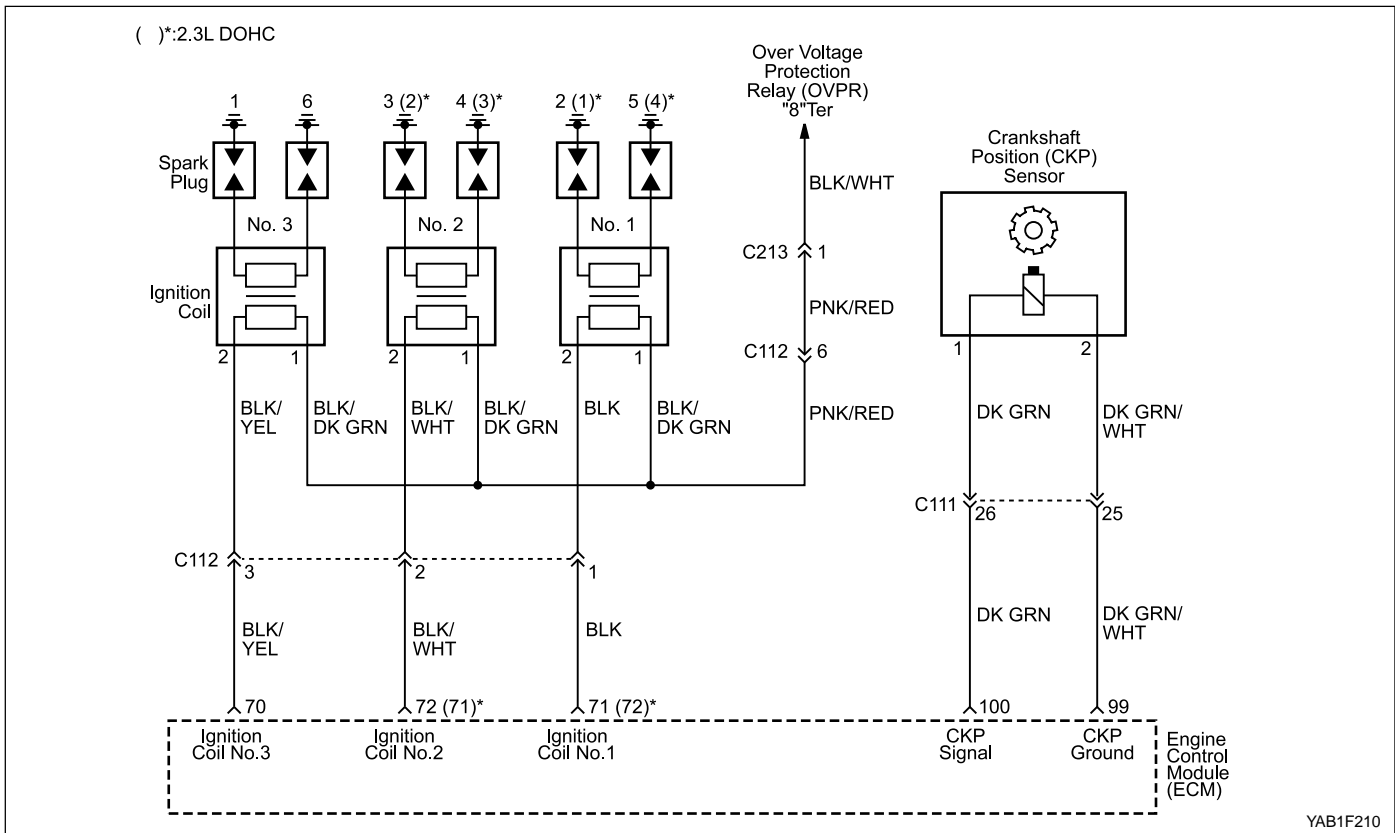 ( )*:2.3L DOHC
Over Voltage
Protection
Relay (OVPR)
"8"Ter
1
6
3 (2)*
4 (3)*
2 (1)*
5 (4)*
Crankshaft
Position (CKP)
Sensor
Spark
Plug
BLK/WHT
No. 3
No. 2
No. 1
C213
1
Ignition
Coil
PNK/RED
2
1
2
1
2
1
C112
6
1
2
BLK/
YEL
BLK/
DK GRN
BLK/
WHT
BLK/
DK GRN
BLK
BLK/
DK GRN
PNK/RED
DK GRN
DK GRN/
WHT
C111
26
25
C112
3
2
1
BLK/
YEL
BLK/
WHT
BLK
DK GRN
DK GRN/
WHT
70
72 (71)*
71 (72)*
100
99
Ignition
Coil No.3
Ignition
Coil No.2
Ignition
Coil No.1
CKP
Signal
CKP
Ground
Engine
Control
Module
(ECM)
YAB1F210